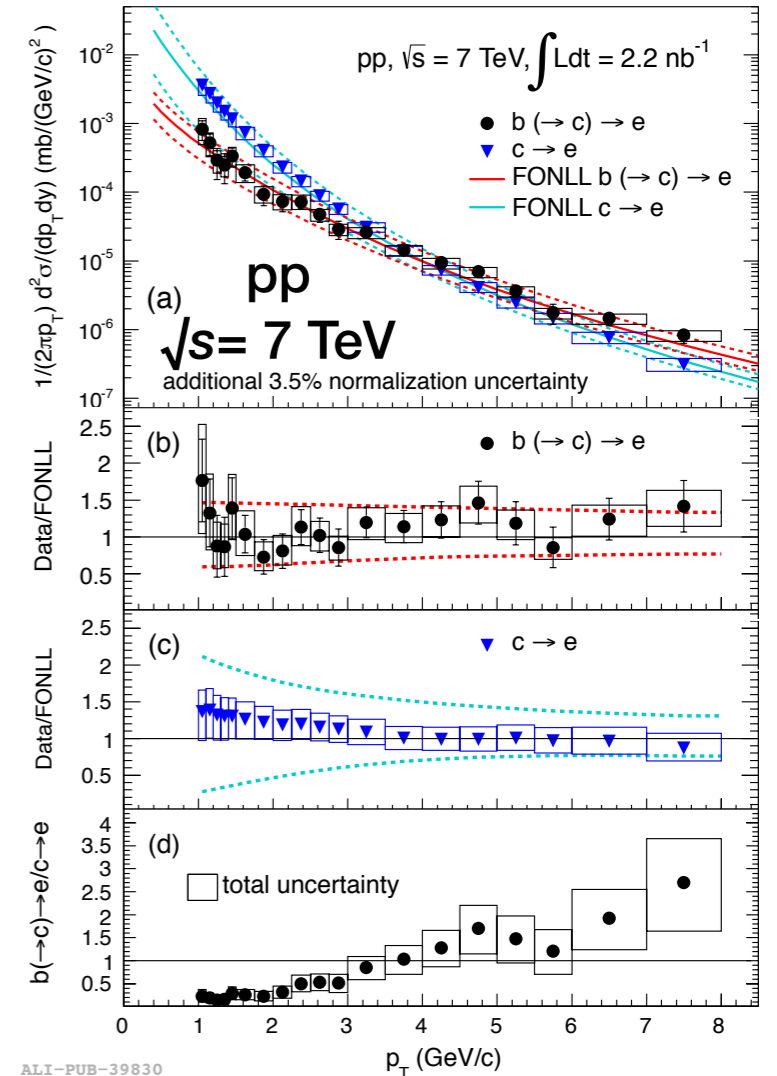 pp, √s = 7 TeV, ∫Ldt = 2.2 nb⁻¹
b (→ c) → e
c → e
FONLL b (→ c) → e
FONLL c → e
(a)
pp
√s= 7 TeV
additional 3.5% normalization uncertainty
1/(2πp_T) d²σ/(dp_Tdy) (mb/(GeV/c)²)
10⁻²
10⁻³
10⁻⁴
10⁻⁵
10⁻⁶
10⁻⁷
(b)
b (→ c) → e
Data/FONLL
2.5
2
1.5
1
0.5
(c)
c → e
Data/FONLL
2.5
2
1.5
1
0.5
(d)
total uncertainty
b(→c)→e/c→e
4
3.5
3
2.5
2
1.5
1
0.5
0 1 2 3 4 5 6 7 8
p_T (GeV/c)
ALI-PUB-39830